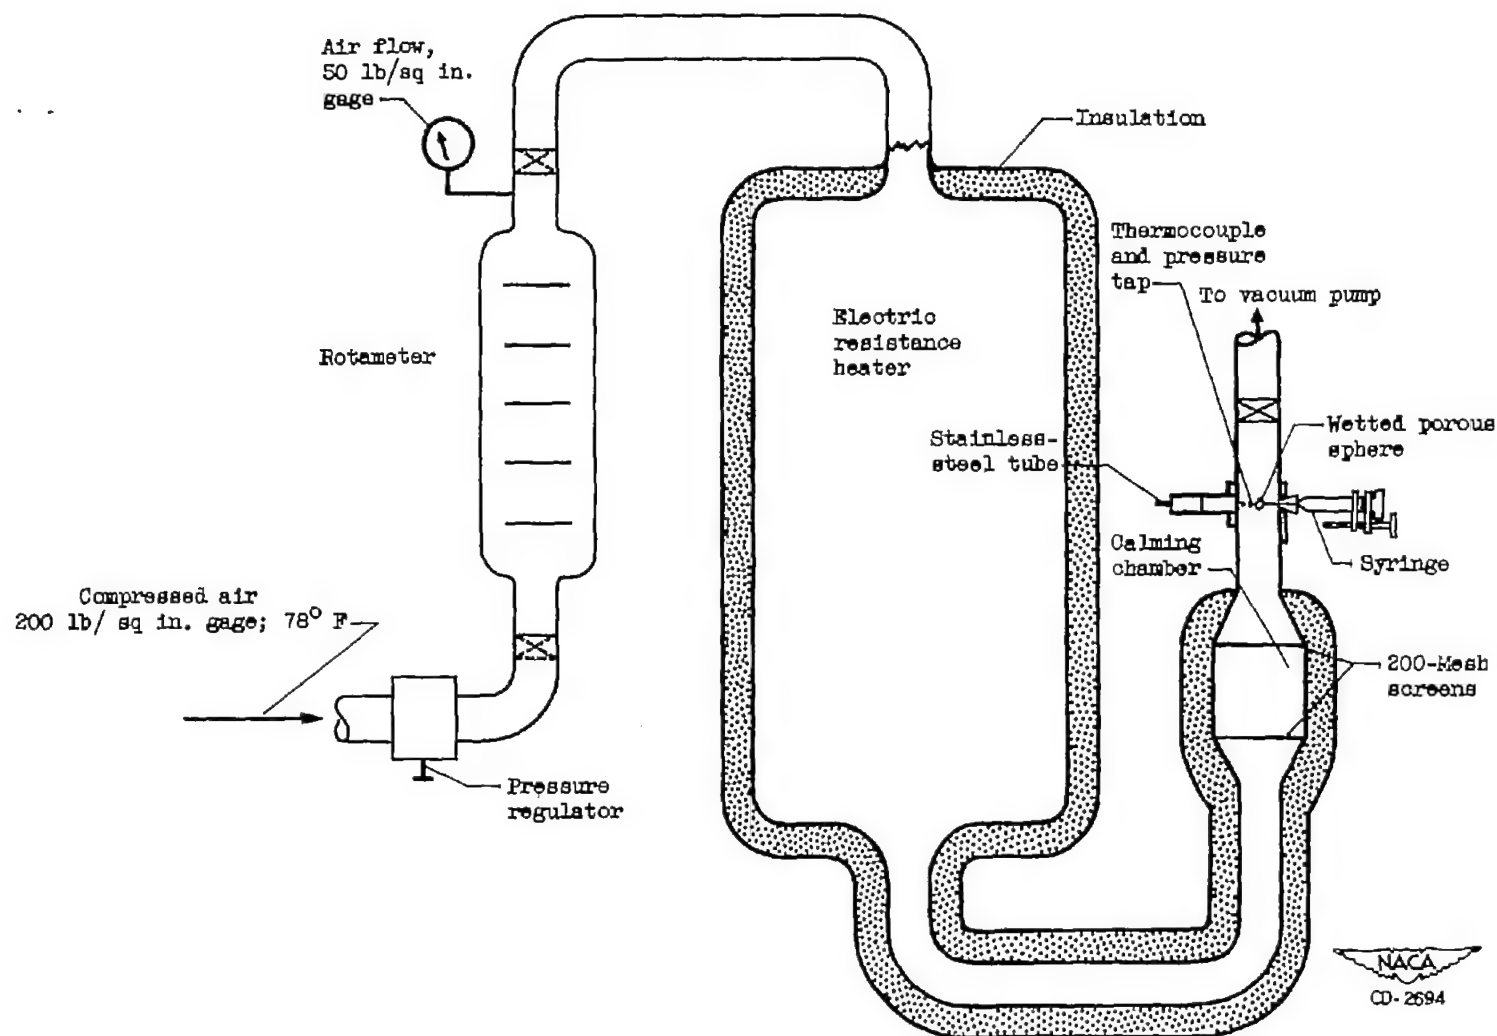 Air flow,
50 lb/sq in.
gage
Insulation
Thermocouple
and pressure
tap
To vacuum pump
Electric
resistance
heater
Rotameter
Stainless-
steel tube
Wetted porous
sphere
Calming
chamber
Syringe
Compressed air
200 lb/ sq in. gage; 78° F
200-Mesh
screens
Pressure
regulator
NACA
CD-2694